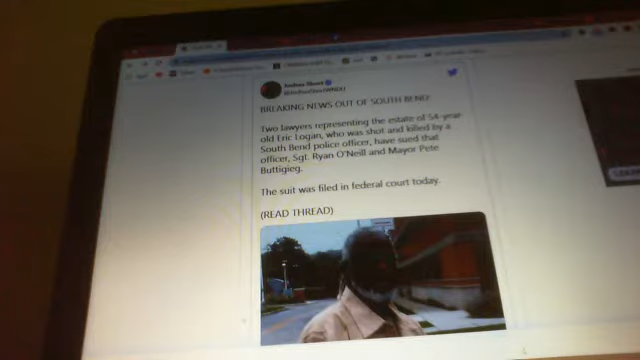 BREAKING NEWS OUT OF SOUTH BEND:
Two lawyers representing the estate of 54-year-
old Eric Logan, who was shot and killed by a
South Bend police officer, have sued that
officer, Sgt. Ryan O'Neill and Mayor Pete
Buttigieg.
The suit was filed in federal court today.
(READ THREAD)